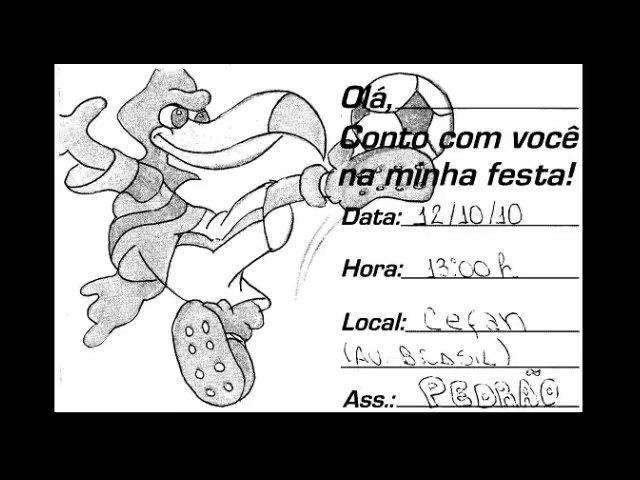 Olá,
Conto com você
na minha festa!
Data: 12/10/10
Hora: 13:00 h
Local: Cefan
(AV. BRASIL)
Ass.: PEDRÃO